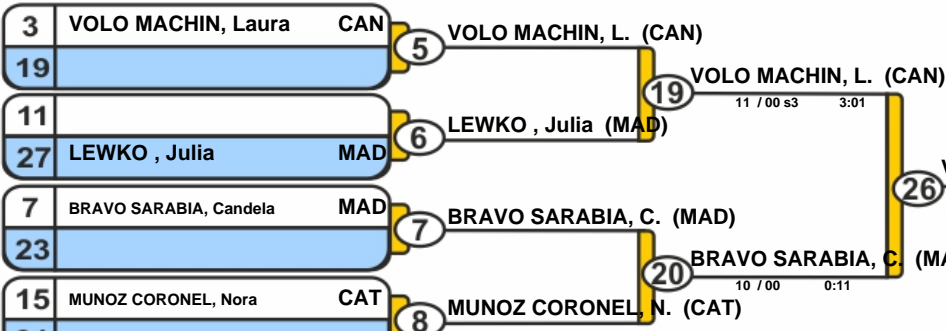 3 VOLO MACHIN, Laura CAN
19
5
VOLO MACHIN, L. (CAN)
11
27 LEWKO , Julia MAD
6
LEWKO , Julia (MAD)
19
VOLO MACHIN, L. (CAN)
11 / 00 s3 3:01
7 BRAVO SARABIA, Candela MAD
23
7
BRAVO SARABIA, C. (MAD)
15 MUNOZ CORONEL, Nora CAT
8
MUNOZ CORONEL, N. (CAT)
20
BRAVO SARABIA, C. (MA
10 / 00 0:11
26